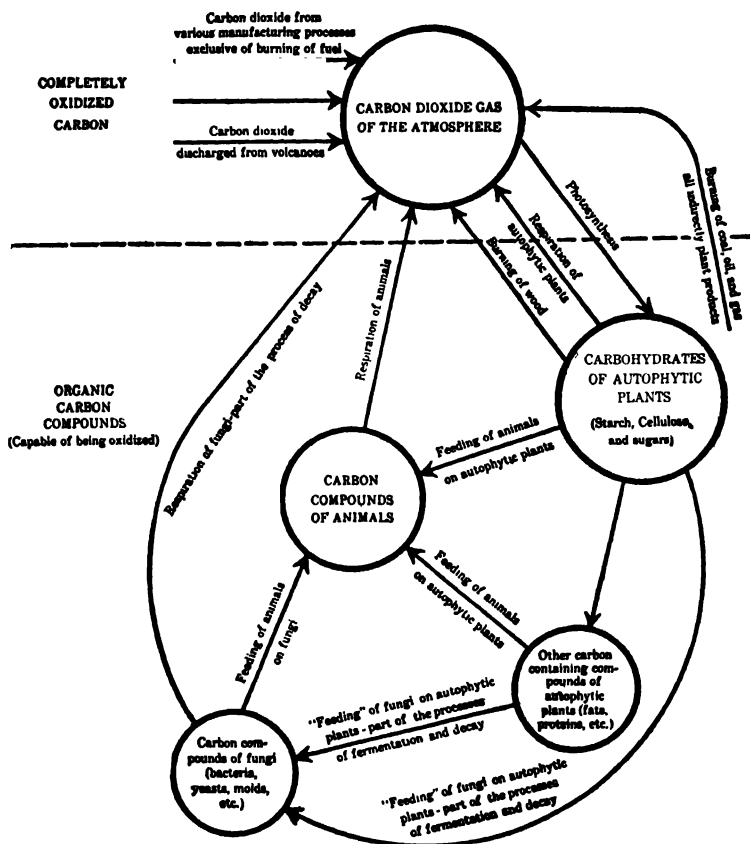 Carbon dioxide from
various manufacturing processes
exclusive of burning of fuel
COMPLETELY
OXIDIZED
CARBON
Carbon dioxide
discharged from volcanoes
CARBON DIOXIDE GAS
OF THE ATMOSPHERE
Photosynthesis
Respiration of
autophytic plants
Burning of wood
Burning of coal, oil, and gas
all indirectly plant products
Respiration of animals
Respiration of fungi-part of the process of decay
ORGANIC
CARBON
COMPOUNDS
(Capable of being oxidized)
CARBOHYDRATES
OF AUTOPHYTIC
PLANTS
(Starch, Cellulose,
and sugars)
Feeding of animals
on autophytic plants
CARBON
COMPOUNDS
OF ANIMALS
Feeding of animals
on autophytic plants
Feeding of animals
on fungi
Other carbon
containing com-
pounds of
autophytic
plants (fats,
proteins, etc.)
"Feeding" of fungi on autophytic
plants - part of the processes
of fermentation and decay
Carbon com-
pounds of fungi
(bacteria,
yeasts, molds,
etc.)
"Feeding" of fungi on autophytic
plants - part of the processes
of fermentation and decay